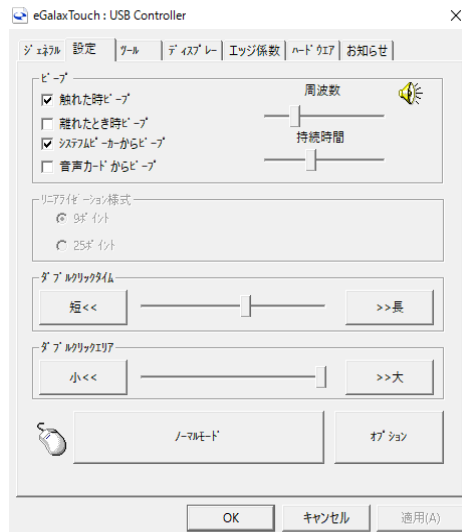 eGalaxTouch : USB Controller
ｼﾞｪﾈﾗﾙ 設定 ﾂｰﾙ ﾃﾞｨｽﾌﾟﾚｰ エッジ係数 ﾊｰﾄﾞｳｴｱ お知らせ
ﾋﾞｰﾌﾟ
触れた時ﾋﾞｰﾌﾟ
周波数
離れたとき時ﾋﾞｰﾌﾟ
ｼｽﾃﾌﾑﾋﾟｰｶｰからﾋﾞｰﾌﾟ
持続時間
音声ｶｰﾄﾞからﾋﾞｰﾌﾟ
ﾘﾆｱﾗｲｾﾞｰｼｮﾝ様式
9ﾎﾟｲﾝﾄ
25ﾎﾟｲﾝﾄ
ﾀﾞﾌﾞﾙｸﾘｯｸﾀｲﾑ
短<< >>長
ﾀﾞﾌﾞﾙｸﾘｯｸｴﾘｱ
小<< >>大
ﾉｰﾏﾙﾓｰﾄﾞ ｵﾌﾟｼｮﾝ
OK キャンセル 適用(A)